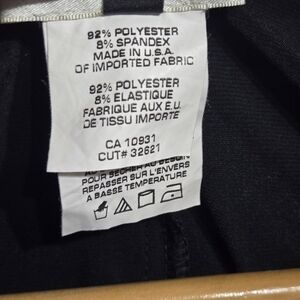 92% POLYESTER
8% SPANDEX
MADE IN U.S.A.
OF IMPORTED FABRIC
92% POLYESTER
8% ELASTIQUE
FABRIQUE AUX E.U.
DE TISSU IMPORTE
CA 10931
CUT# 32621
POUR SECHER AU BESOIN
REPASSER SUR L'ENVERS
A BASSE TEMPERATURE